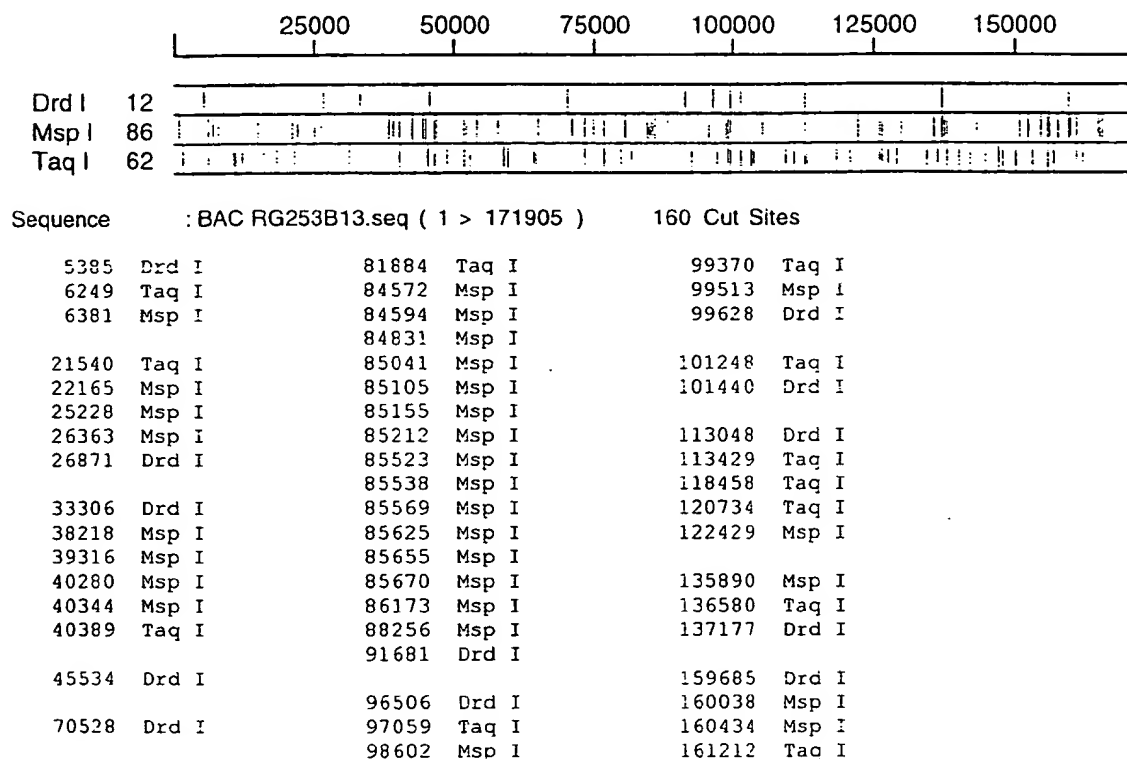 25000 50000 75000 100000 125000 150000
Drd I 12
Msp I 86
Taq I 62
Sequence : BAC RG253B13.seq ( 1 > 171905 ) 160 Cut Sites
5385 Drd I 81884 Taq I 99370 Taq I
6249 Taq I 84572 Msp I 99513 Msp I
6381 Msp I 84594 Msp I 99628 Drd I
84831 Msp I
21540 Taq I 85041 Msp I 101248 Taq I
22165 Msp I 85105 Msp I 101440 Drd I
25228 Msp I 85155 Msp I
26363 Msp I 85212 Msp I 113048 Drd I
26871 Drd I 85523 Msp I 113429 Taq I
85538 Msp I 118458 Taq I
33306 Drd I 85569 Msp I 120734 Taq I
38218 Msp I 85625 Msp I 122429 Msp I
39316 Msp I 85655 Msp I
40280 Msp I 85670 Msp I 135890 Msp I
40344 Msp I 86173 Msp I 136580 Taq I
40389 Taq I 88256 Msp I 137177 Drd I
91681 Drd I
45534 Drd I 159685 Drd I
96506 Drd I 160038 Msp I
70528 Drd I 97059 Taq I 160434 Msp I
98602 Msp I 161212 Taq I